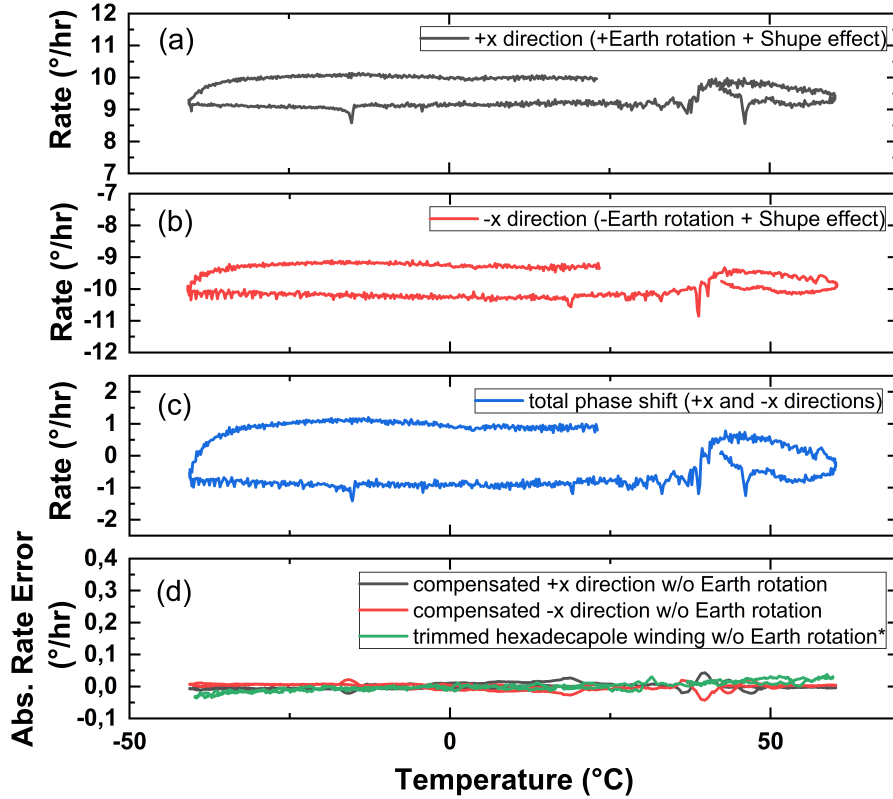 12
11
10
9
8
7
Rate (°/hr)
(a)
+x direction (+Earth rotation + Shupe effect)
-7
-8
-9
-10
-11
-12
Rate (°/hr)
(b)
-x direction (-Earth rotation + Shupe effect)
2
1
0
-1
-2
Rate (°/hr)
(c)
total phase shift (+x and -x directions)
0,4
0,3
0,2
0,1
0,0
-0,1
Abs. Rate Error
(°/hr)
(d)
compensated +x direction w/o Earth rotation
compensated -x direction w/o Earth rotation
trimmed hexadecapole winding w/o Earth rotation*
-50
0
50
Temperature (°C)